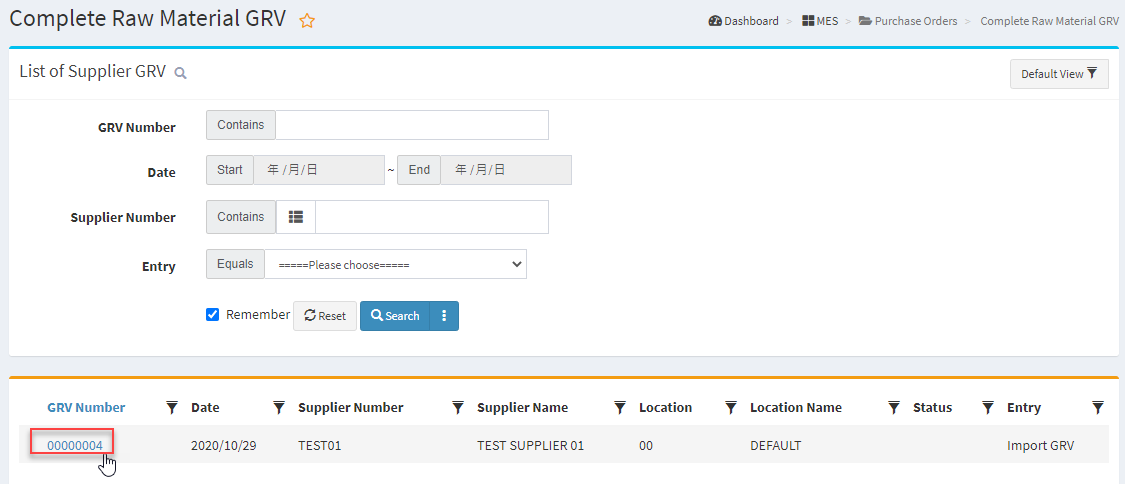 Complete Raw Material GRV
Dashboard > MES > Purchase Orders > Complete Raw Material GRV
List of Supplier GRV
Default View
GRV Number Contains
Date Start 年 /月/日 ~ End 年 /月/日
Supplier Number Contains
Entry Equals =====Please choose=====
Remember Reset Search
GRV Number Date Supplier Number Supplier Name Location Location Name Status Entry
00000004 2020/10/29 TEST01 TEST SUPPLIER 01 00 DEFAULT Import GRV